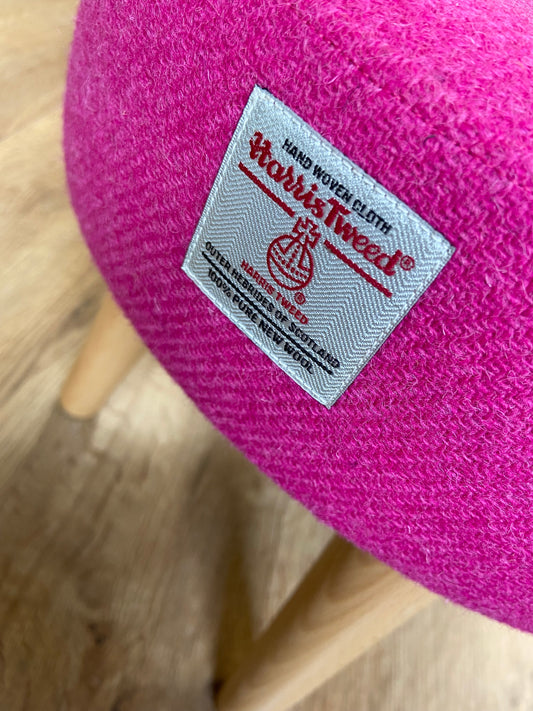 HAND WOVEN CLOTH
Harris Tweed®
HARRIS TWEED ®
OUTER HEBRIDES OF SCOTLAND
100% PURE NEW WOOL